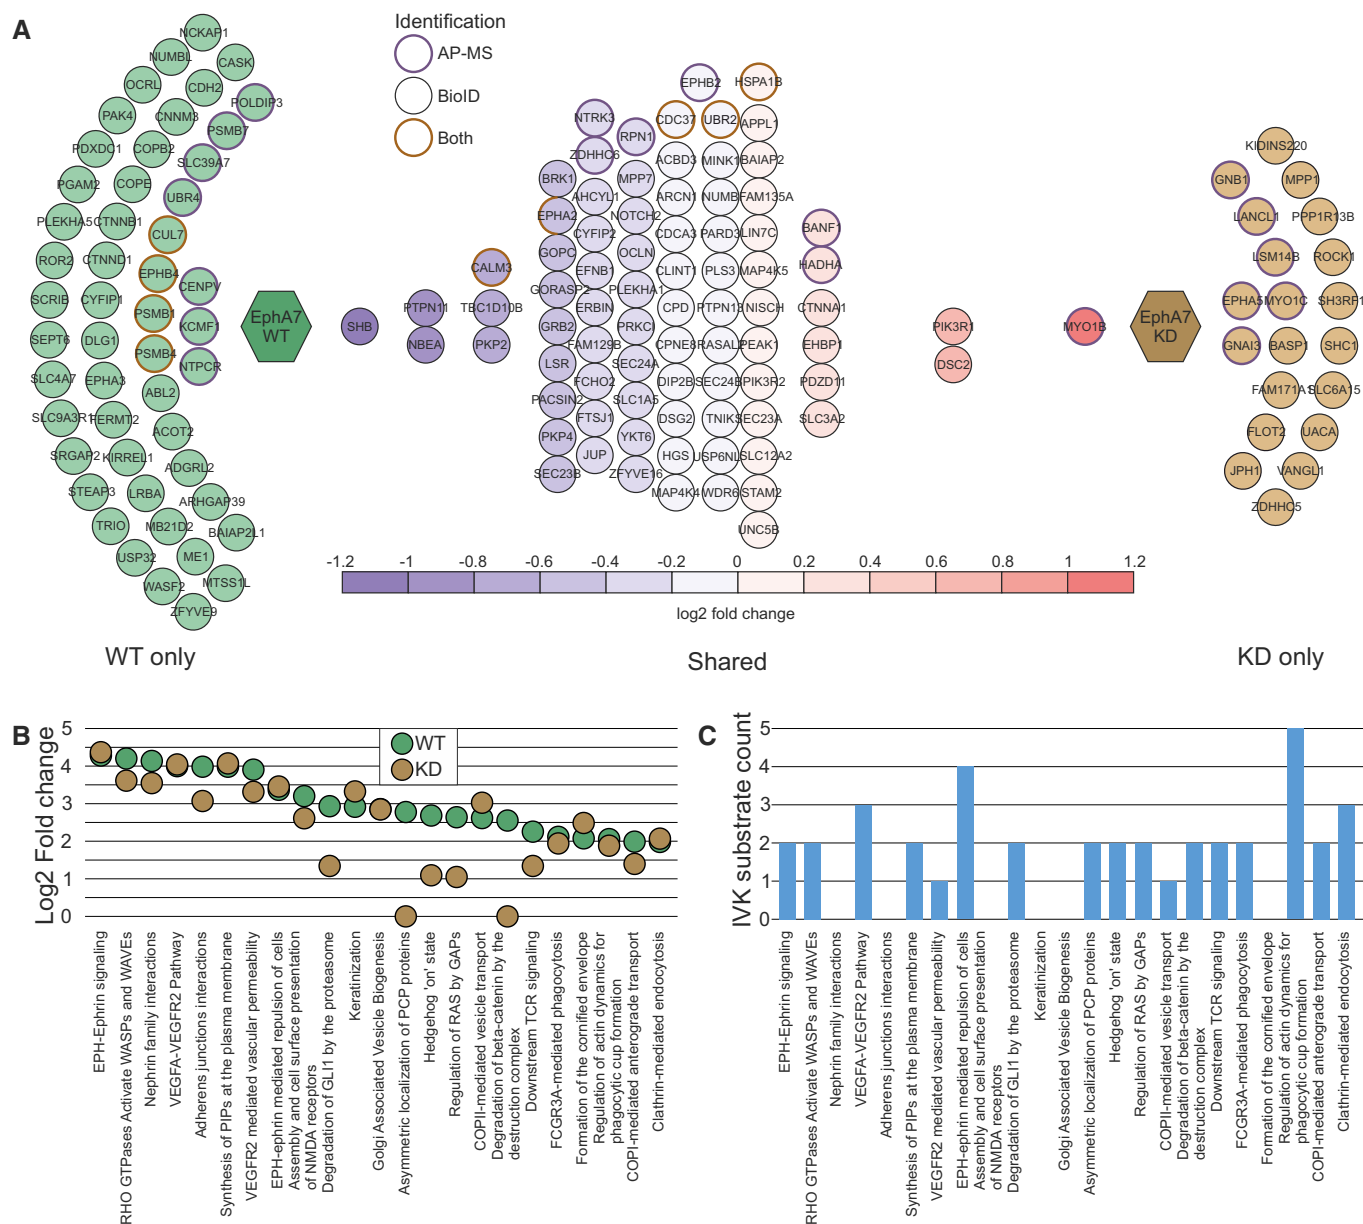 A
Identification
AP-MS
BioID
Both
NCKAP1
NUMBL
CASK
OCRL
CDH2
POLDIP3
PAK4
CNNM3
PSMB7
PDXDC1
COPB2
SLC39A7
PGAM2
COPE
UBR4
PLEKHA5
CTNNB1
CUL7
ROR2
CTNND1
EPHB4
CENPV
SCRIB
CYFIP1
PSMB1
KCMF1
SEPT6
DLG1
PSMB4
NTPCR
SLC4A7
EPHA3
ABL2
SLC9A3R1
FERMT2
ACOT2
SRGAP2
KIRREL1
ADGRL2
STEAP3
LRBA
ARHGAP39
TRIO
MB21D2
BAIAP2L1
USP32
ME1
WASF2
MTSS1L
ZFYVE9
WT only
EphA7
WT
SHB
PTPN11
NBEA
CALM3
TBC1D10B
PKP2
BRK1
EPHA2
GOPC
GORASP2
GRB2
LSR
PACSIN2
PKP4
SEC23B
NTRK3
ZDHHC6
AHCYL1
CYFIP2
EFNB1
ERBIN
FAM129B
FCHO2
FTSJ1
JUP
RPN1
MPP7
NOTCH2
OCLN
PLEKHA1
PRKCI
SEC24A
SLC1A5
YKT6
ZFYVE16
EPHB2
CDC37
ACBD3
ARCN1
CDCA3
CLINT1
CPD
CPNE8
DIP2B
DSG2
HGS
MAP4K4
UBR2
MINK1
NUMB
PARD3
PLS3
PTPN13
RASAL2
SEC24B
TNIK
USP6NL
WDR6
HSPA1B
APPL1
BAIAP2
FAM135A
LIN7C
MAP4K5
NISCH
PEAK1
PIK3R2
SEC23A
SLC12A2
STAM2
UNC5B
BANF1
HADHA
CTNNA1
EHBP1
PDZD11
SLC3A2
PIK3R1
DSC2
MYO1B
EphA7
KD
KIDINS220
GNB1
MPP1
LANCL1
PPP1R13B
LSM14B
ROCK1
EPHA5
MYO1C
SH3RF1
GNAI3
BASP1
SHC1
FAM171A1
SLC6A15
FLOT2
UACA
JPH1
VANGL1
ZDHHC5
KD only
-1.2 -1 -0.8 -0.6 -0.4 -0.2 0 0.2 0.4 0.6 0.8 1 1.2
log2 fold change
Shared
B
Log2 Fold change
5
4
3
2
1
0
WT
KD
EPH-Ephrin signaling
RHO GTPases Activate WASPs and WAVEs
Nephrin family interactions
VEGFA-VEGFR2 Pathway
Adherens junctions interactions
Synthesis of PIPs at the plasma membrane
VEGFR2 mediated vascular permeability
EPH-ephrin mediated repulsion of cells
Assembly and cell surface presentation
of NMDA receptors
Degradation of GLI1 by the proteasome
Keratinization
Golgi Associated Vesicle Biogenesis
Asymmetric localization of PCP proteins
Hedgehog 'on' state
Regulation of RAS by GAPs
COPII-mediated vesicle transport
Degradation of beta-catenin by the
destruction complex
Downstream TCR signaling
FCGR3A-mediated phagocytosis
Formation of the cornified envelope
Regulation of actin dynamics for
phagocytic cup formation
COPI-mediated anterograde transport
Clathrin-mediated endocytosis
C
IVK substrate count
5
4
3
2
1
0
EPH-Ephrin signaling
RHO GTPases Activate WASPs and WAVEs
Nephrin family interactions
VEGFA-VEGFR2 Pathway
Adherens junctions interactions
Synthesis of PIPs at the plasma membrane
VEGFR2 mediated vascular permeability
EPH-ephrin mediated repulsion of cells
Assembly and cell surface presentation
of NMDA receptors
Degradation of GLI1 by the proteasome
Keratinization
Golgi Associated Vesicle Biogenesis
Asymmetric localization of PCP proteins
Hedgehog 'on' state
Regulation of RAS by GAPs
COPII-mediated vesicle transport
Degradation of beta-catenin by the
destruction complex
Downstream TCR signaling
FCGR3A-mediated phagocytosis
Formation of the cornified envelope
Regulation of actin dynamics for
phagocytic cup formation
COPI-mediated anterograde transport
Clathrin-mediated endocytosis